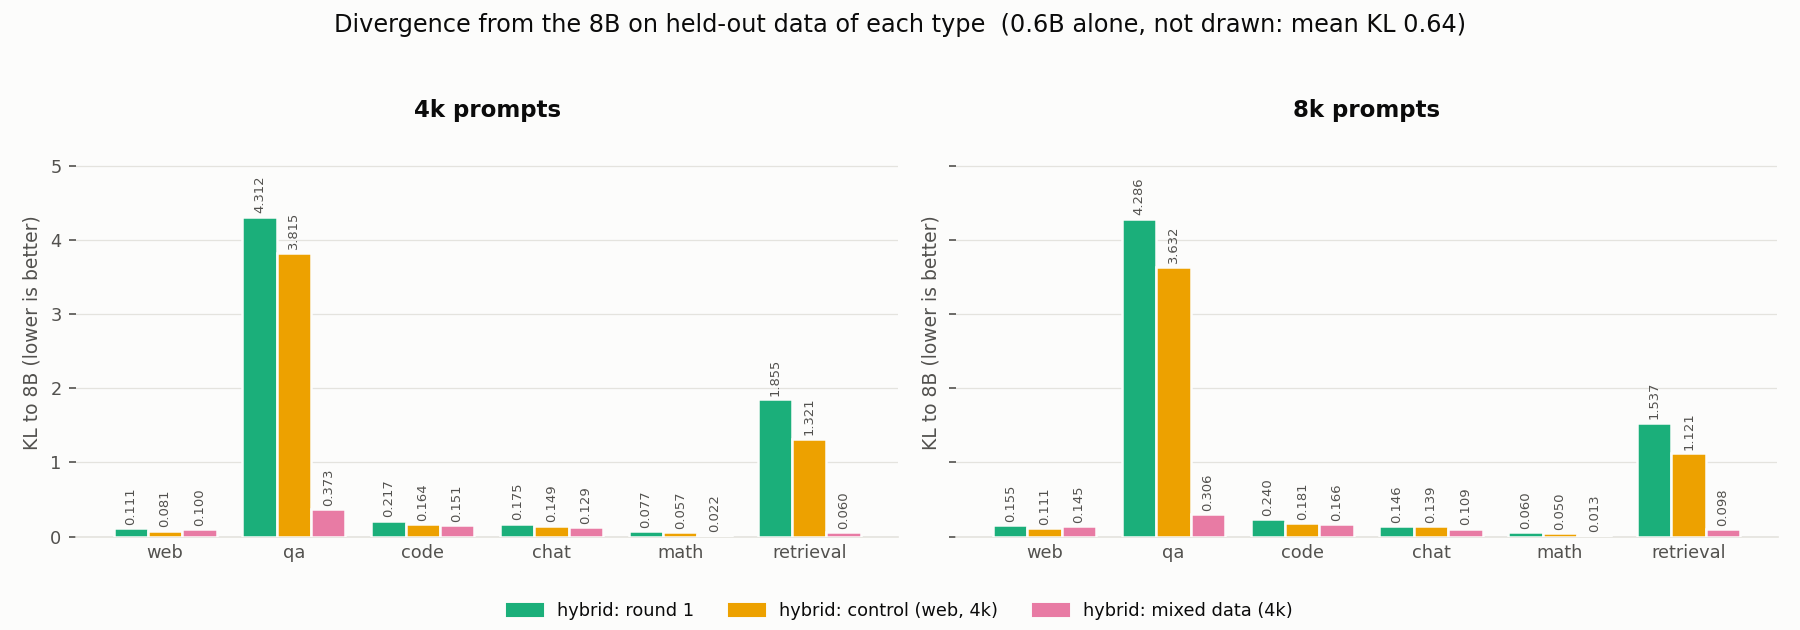 Divergence from the 8B on held-out data of each type  (0.6B alone, not drawn: mean KL 0.64)
4k prompts
KL to 8B (lower is better)
5
4
3
2
1
0
0.111
0.081
0.100
4.312
3.815
0.373
0.217
0.164
0.151
0.175
0.149
0.129
0.077
0.057
0.022
1.855
1.321
0.060
web
qa
code
chat
math
retrieval
8k prompts
KL to 8B (lower is better)
0.155
0.111
0.145
4.286
3.632
0.306
0.240
0.181
0.166
0.146
0.139
0.109
0.060
0.050
0.013
1.537
1.121
0.098
web
qa
code
chat
math
retrieval
hybrid: round 1
hybrid: control (web, 4k)
hybrid: mixed data (4k)